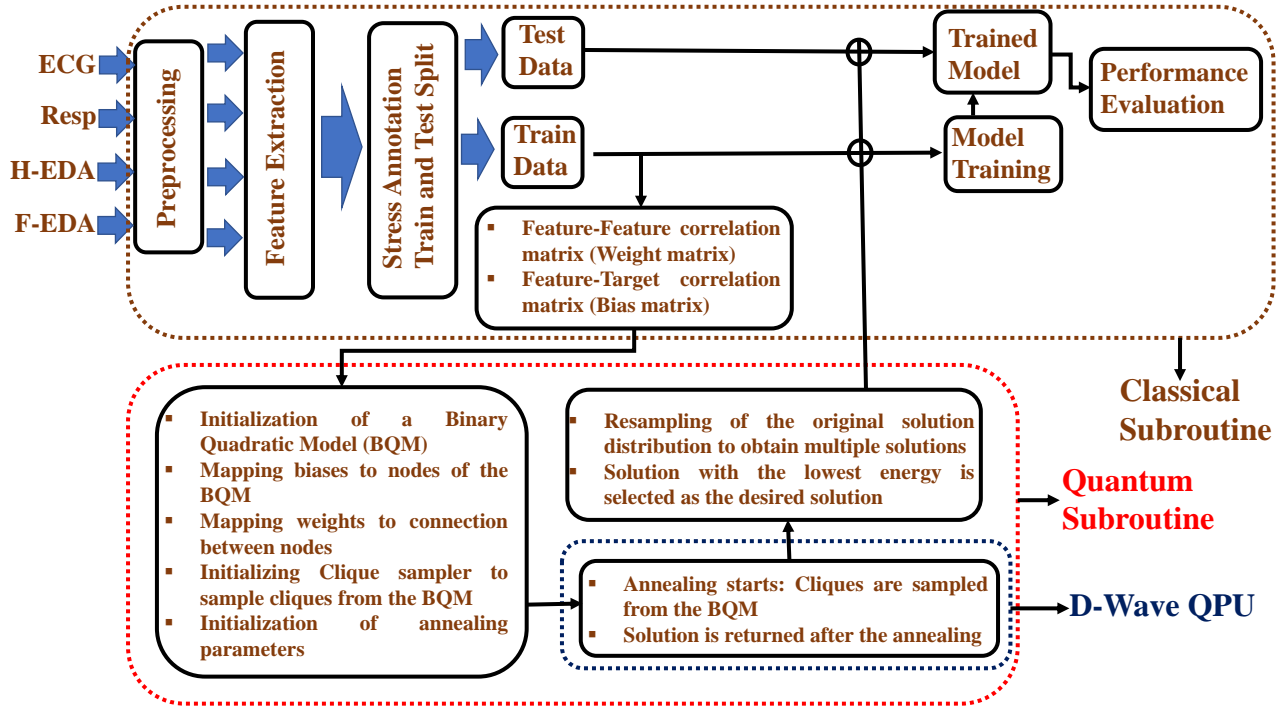 ECG
Resp
H-EDA
F-EDA
Preprocessing
Feature Extraction
Stress Annotation
Train and Test Split
Test
Data
Train
Data
Trained
Model
Model
Training
Performance
Evaluation
▪ Feature-Feature correlation
matrix (Weight matrix)
▪ Feature-Target correlation
matrix (Bias matrix)
Classical
Subroutine
▪ Initialization of a Binary
Quadratic Model (BQM)
▪ Mapping biases to nodes of the
BQM
▪ Mapping weights to connection
between nodes
▪ Initializing Clique sampler to
sample cliques from the BQM
▪ Initialization of annealing
parameters
▪ Resampling of the original solution
distribution to obtain multiple solutions
▪ Solution with the lowest energy is
selected as the desired solution
▪ Annealing starts: Cliques are sampled
from the BQM
▪ Solution is returned after the annealing
Quantum
Subroutine
D-Wave QPU